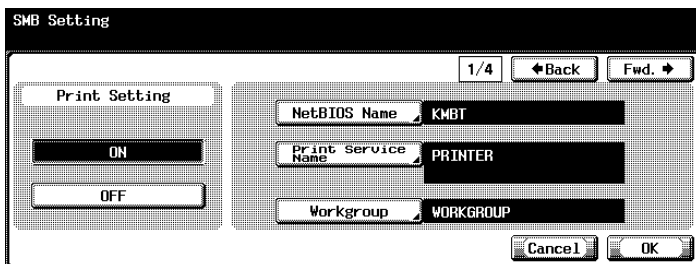 SMB Setting
1/4
Back
Fwd.
Print Setting
ON
OFF
NetBIOS Name
KMBT
Print Service
Name
PRINTER
Workgroup
WORKGROUP
Cancel
OK